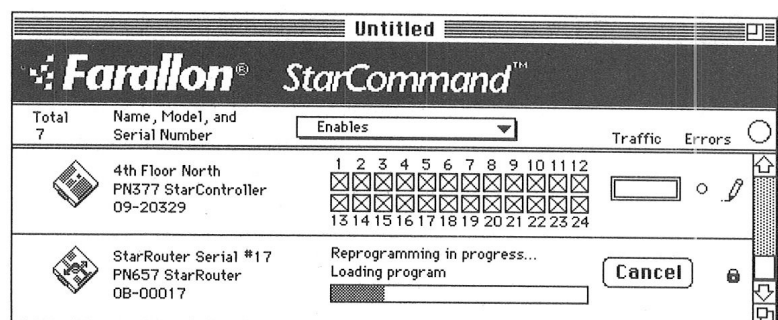 Untitled
Farallon® StarCommand™
Total Name, Model, and
7 Serial Number
Enables
Traffic Errors
4th Floor North
PN377 StarController
09-20329
1 2 3 4 5 6 7 8 9 10 11 12
13 14 15 16 17 18 19 20 21 22 23 24
StarRouter Serial #17
PN657 StarRouter
0B-00017
Reprogramming in progress...
Loading program
Cancel